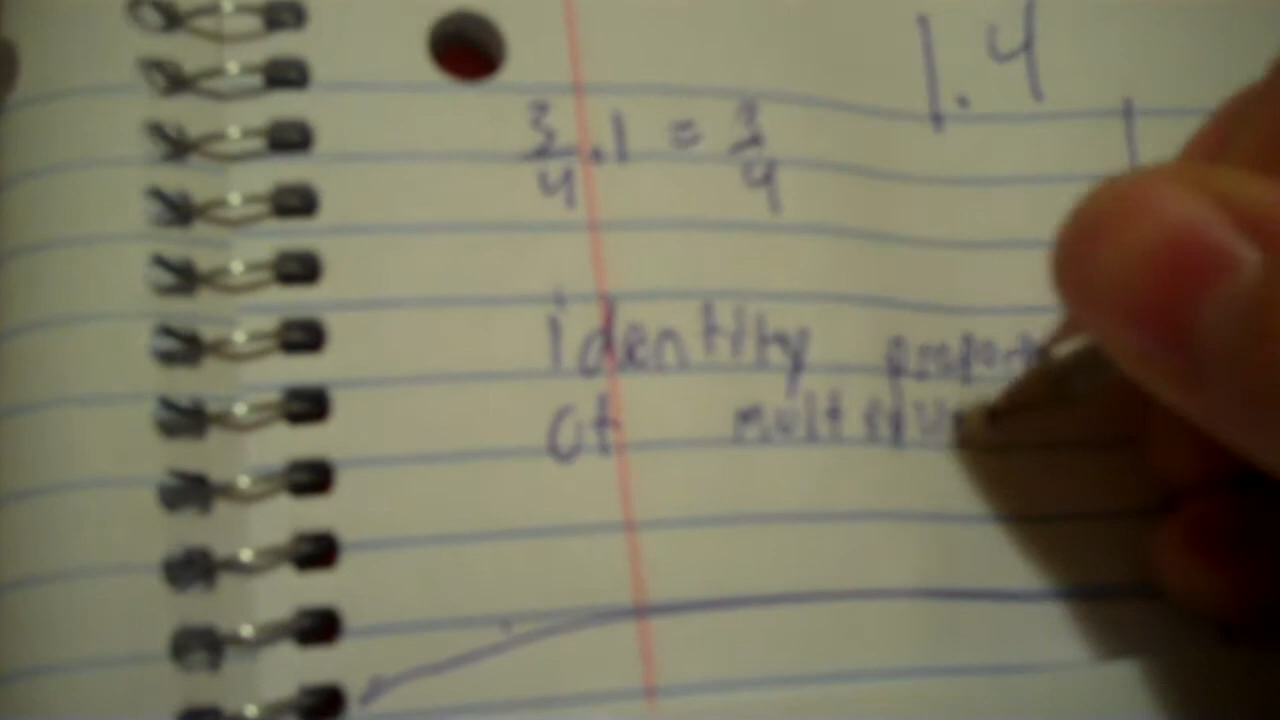 1.4
3/4 . 1 = 3/4
identity
of